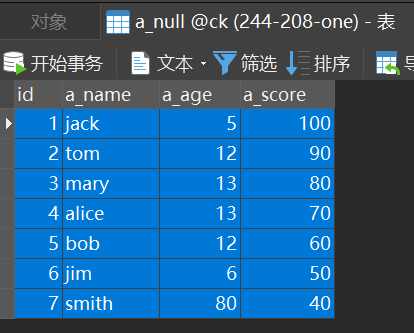 对象 a_null @ck (244-208-one) - 表
开始事务 文本 筛选 排序
id a_name a_age a_score
1 jack 5 100
2 tom 12 90
3 mary 13 80
4 alice 13 70
5 bob 12 60
6 jim 6 50
7 smith 80 40